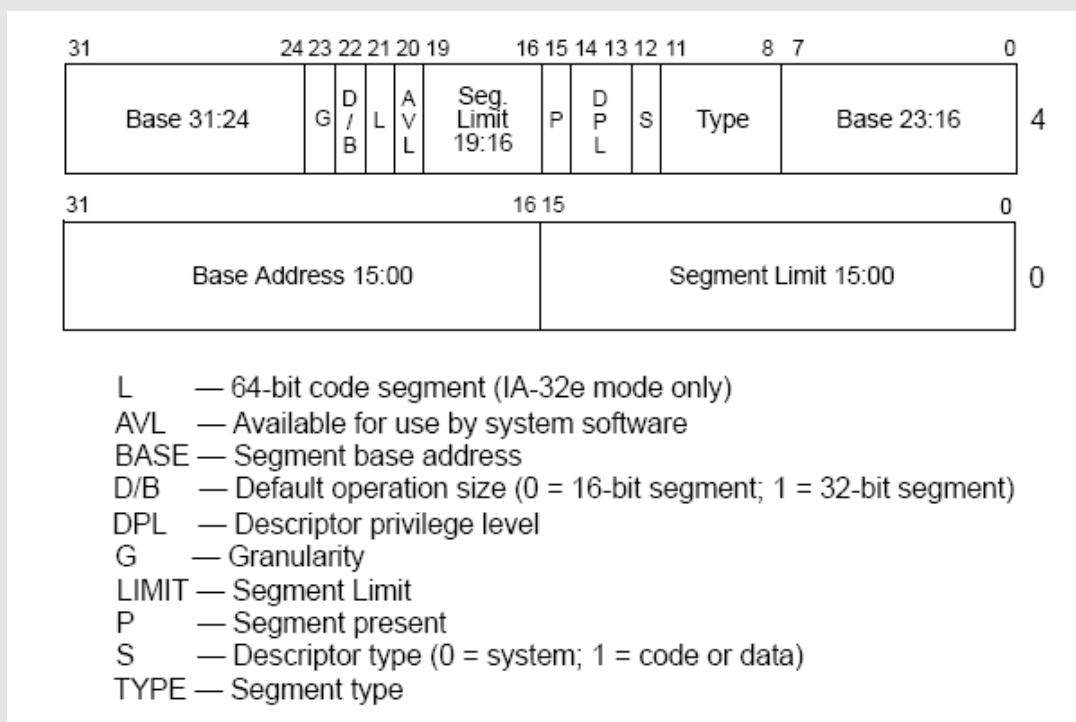 31 24 23 22 21 20 19 16 15 14 13 12 11 8 7 0
Base 31:24 G D/B L AVL Seg. Limit 19:16 P DPL S Type Base 23:16 4
31 16 15 0
Base Address 15:00 Segment Limit 15:00 0
L — 64-bit code segment (IA-32e mode only)
AVL — Available for use by system software
BASE — Segment base address
D/B — Default operation size (0 = 16-bit segment; 1 = 32-bit segment)
DPL — Descriptor privilege level
G — Granularity
LIMIT — Segment Limit
P — Segment present
S — Descriptor type (0 = system; 1 = code or data)
TYPE — Segment type